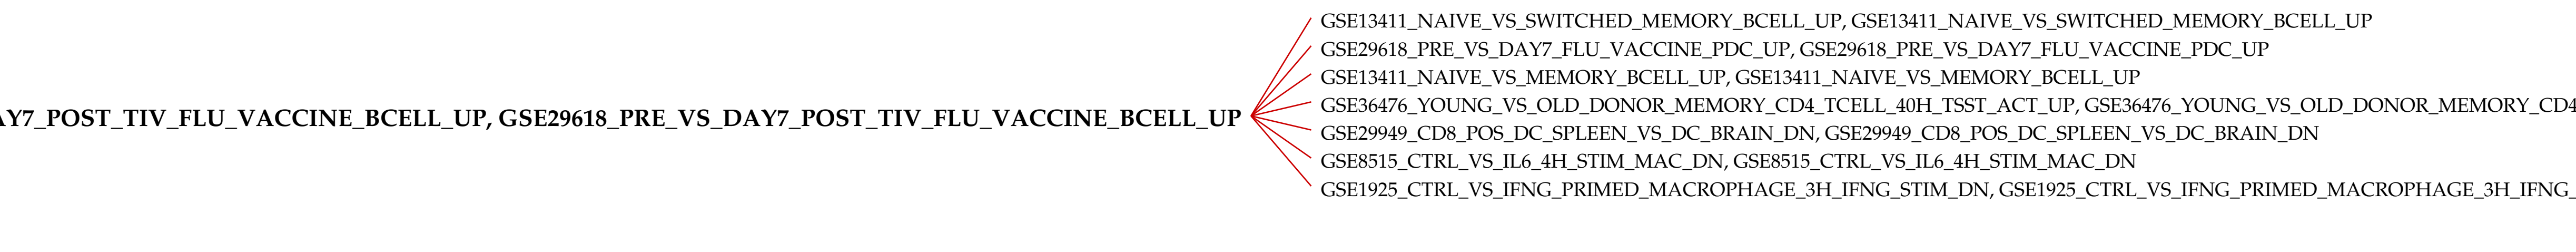 GSE13411_NAIVE_VS_SWITCHED_MEMORY_BCELL_UP, GSE13411_NAIVE_VS_SWITCHED_MEMORY_BCELL_UP
GSE29618_PRE_VS_DAY7_FLU_VACCINE_PDC_UP, GSE29618_PRE_VS_DAY7_FLU_VACCINE_PDC_UP
GSE13411_NAIVE_VS_MEMORY_BCELL_UP, GSE13411_NAIVE_VS_MEMORY_BCELL_UP
GSE36476_YOUNG_VS_OLD_DONOR_MEMORY_CD4_TCELL_40H_TSST_ACT_UP, GSE36476_YOUNG_VS_OLD_DONOR_MEMORY_CD4
AY7_POST_TIV_FLU_VACCINE_BCELL_UP, GSE29618_PRE_VS_DAY7_POST_TIV_FLU_VACCINE_BCELL_UP
GSE29949_CD8_POS_DC_SPLEEN_VS_DC_BRAIN_DN, GSE29949_CD8_POS_DC_SPLEEN_VS_DC_BRAIN_DN
GSE8515_CTRL_VS_IL6_4H_STIM_MAC_DN, GSE8515_CTRL_VS_IL6_4H_STIM_MAC_DN
GSE1925_CTRL_VS_IFNG_PRIMED_MACROPHAGE_3H_IFNG_STIM_DN, GSE1925_CTRL_VS_IFNG_PRIMED_MACROPHAGE_3H_IFNG_